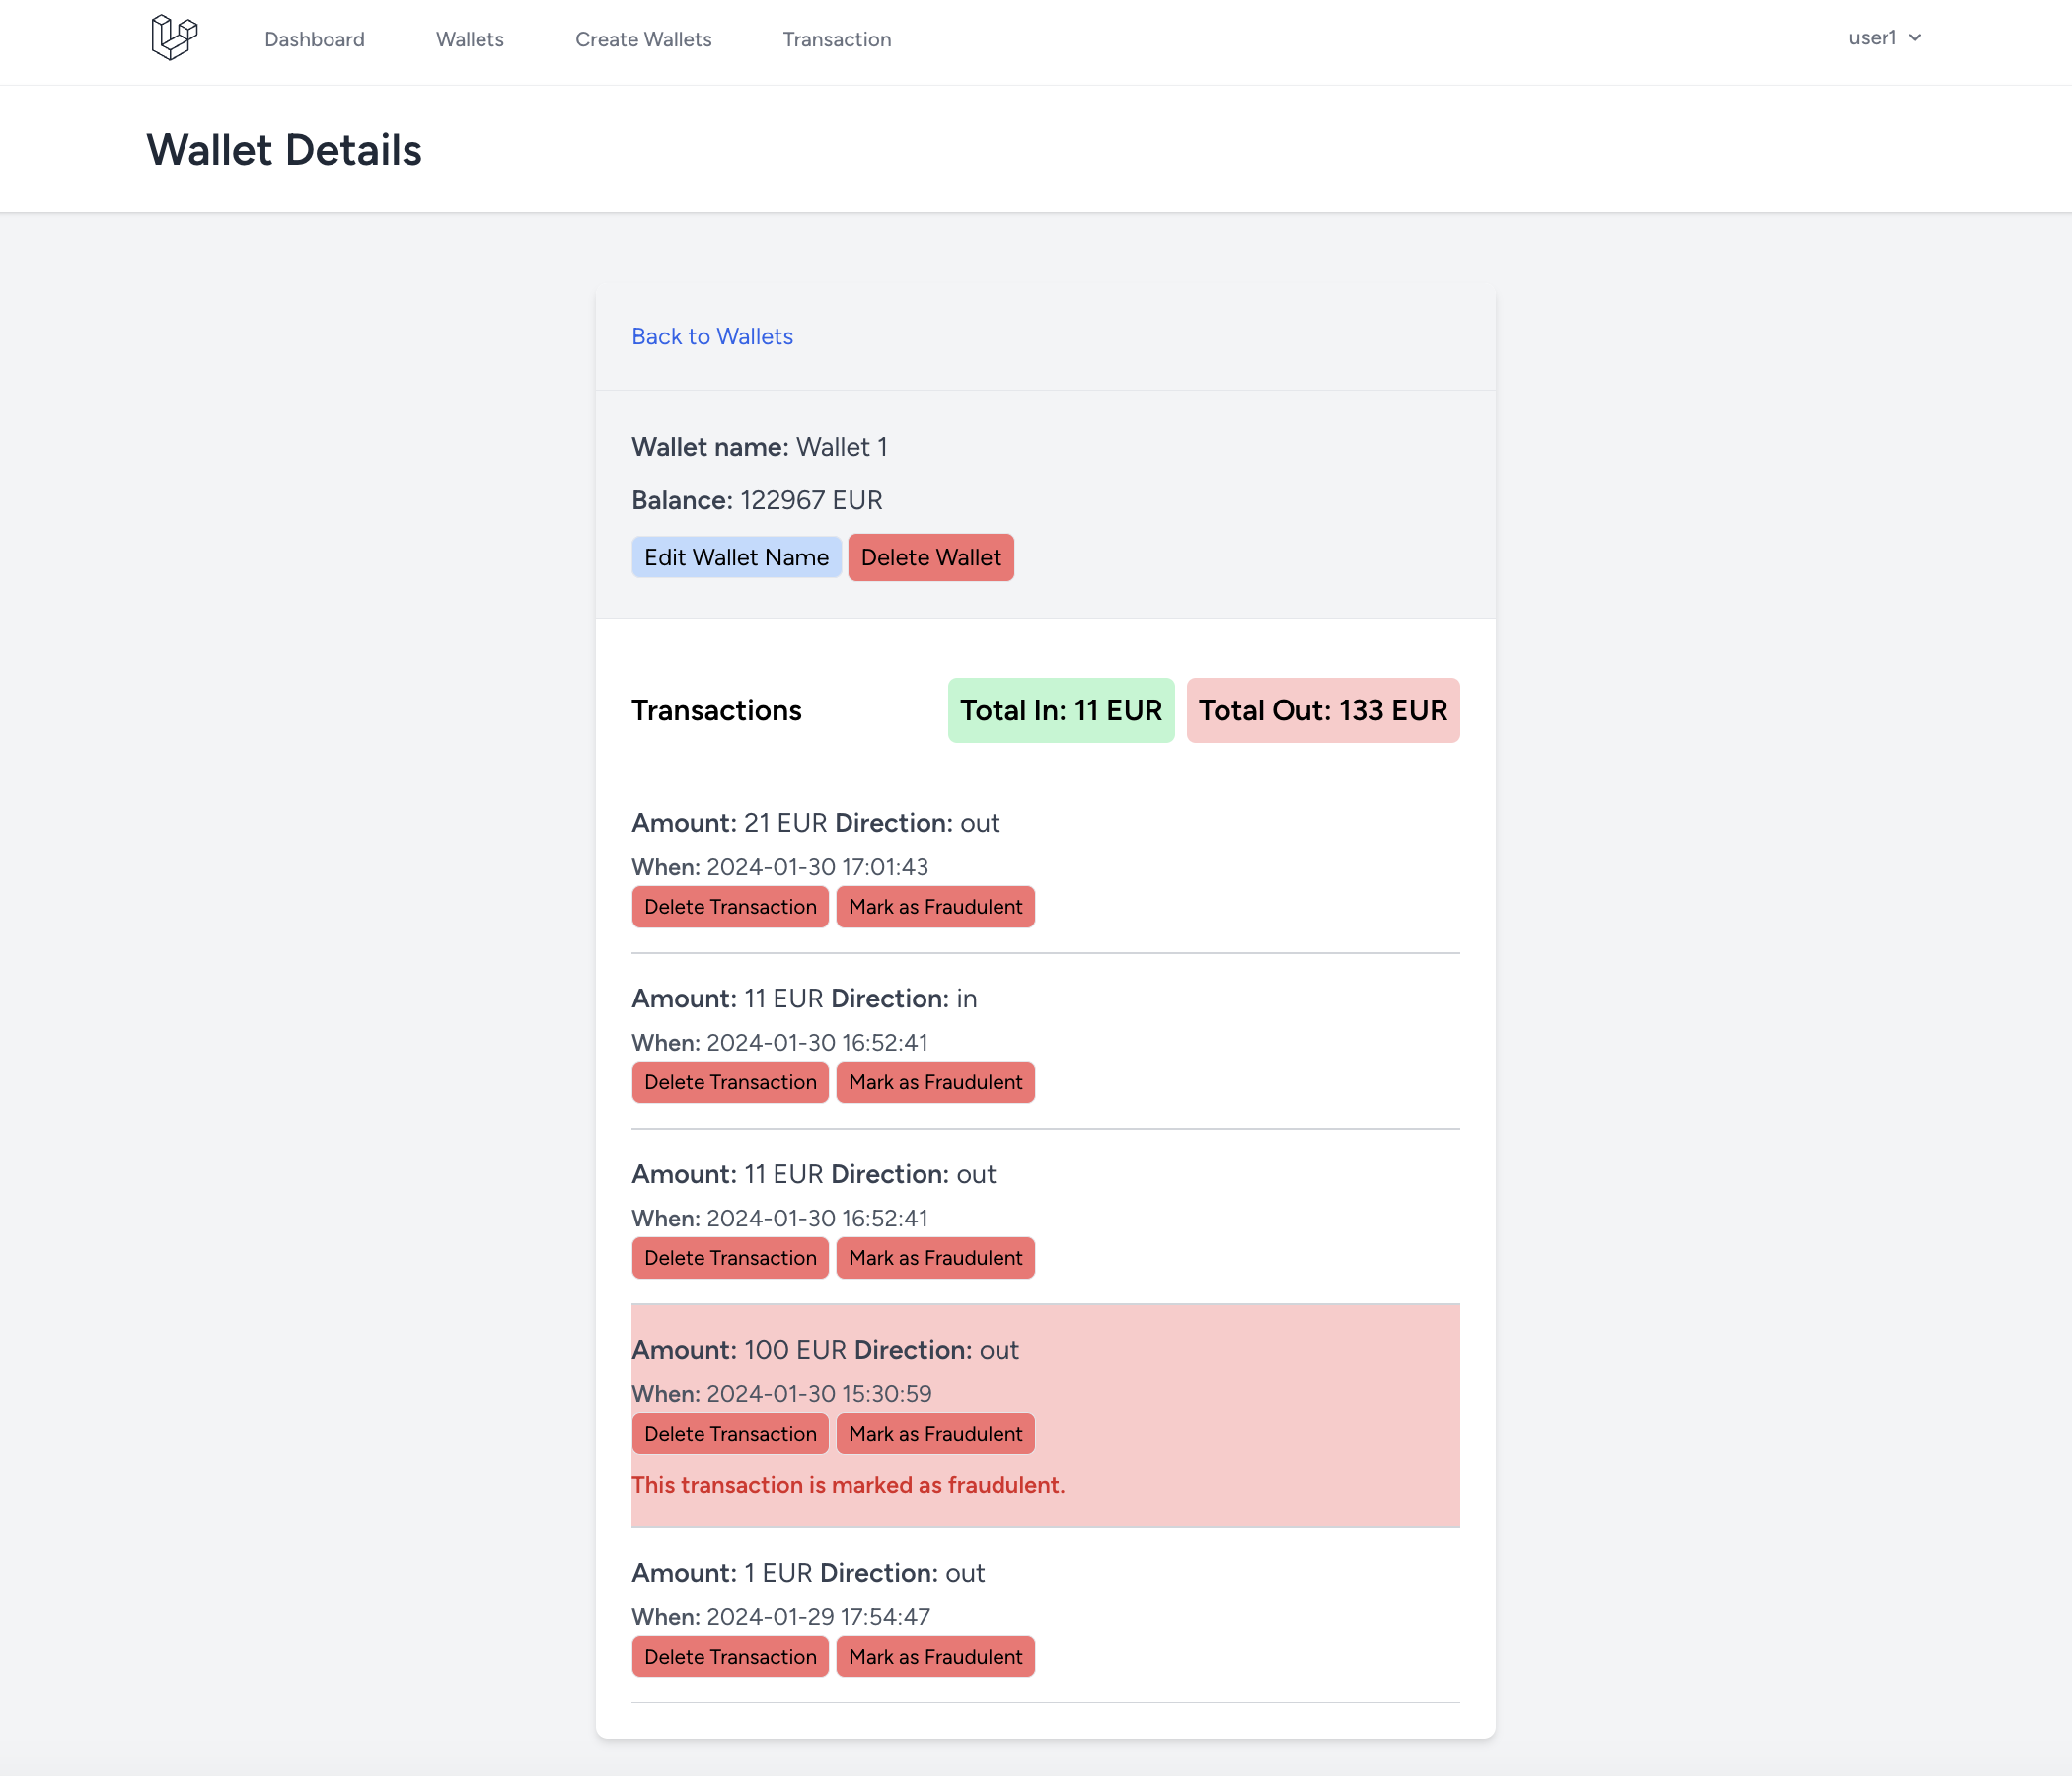 Dashboard Wallets Create Wallets Transaction user1
Wallet Details
Back to Wallets
Wallet name: Wallet 1
Balance: 122967 EUR
Edit Wallet Name Delete Wallet
Transactions Total In: 11 EUR Total Out: 133 EUR
Amount: 21 EUR Direction: out
When: 2024-01-30 17:01:43
Delete Transaction Mark as Fraudulent
Amount: 11 EUR Direction: in
When: 2024-01-30 16:52:41
Delete Transaction Mark as Fraudulent
Amount: 11 EUR Direction: out
When: 2024-01-30 16:52:41
Delete Transaction Mark as Fraudulent
Amount: 100 EUR Direction: out
When: 2024-01-30 15:30:59
Delete Transaction Mark as Fraudulent
This transaction is marked as fraudulent.
Amount: 1 EUR Direction: out
When: 2024-01-29 17:54:47
Delete Transaction Mark as Fraudulent